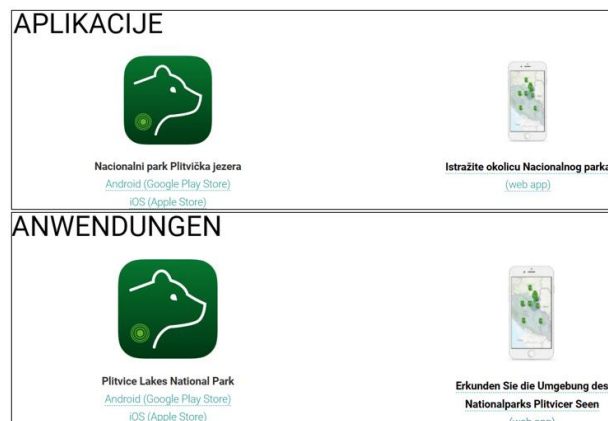 APLIKACIJE
Nacionalni park Plitvička jezera
Android (Google Play Store)
iOS (Apple Store)
Istražite okolicu Nacionalnog parka
(web app)
ANWENDUNGEN
Plitvice Lakes National Park
Android (Google Play Store)
iOS (Apple Store)
Erkunden Sie die Umgebung des
Nationalparks Plitvicer Seen
(web app)